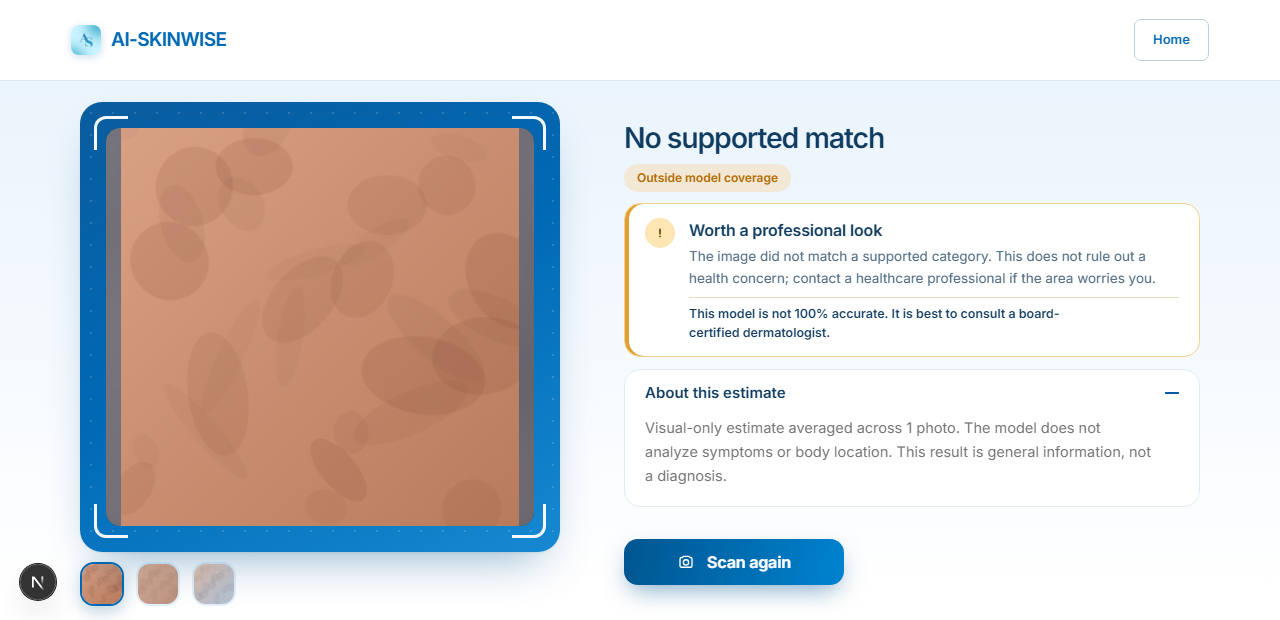 AI-SKINWISE
Home
No supported match
Outside model coverage
!
Worth a professional look
The image did not match a supported category. This does not rule out a
health concern; contact a healthcare professional if the area worries you.
This model is not 100% accurate. It is best to consult a board-
certified dermatologist.
About this estimate
Visual-only estimate averaged across 1 photo. The model does not
analyze symptoms or body location. This result is general information, not
a diagnosis.
Scan again
N